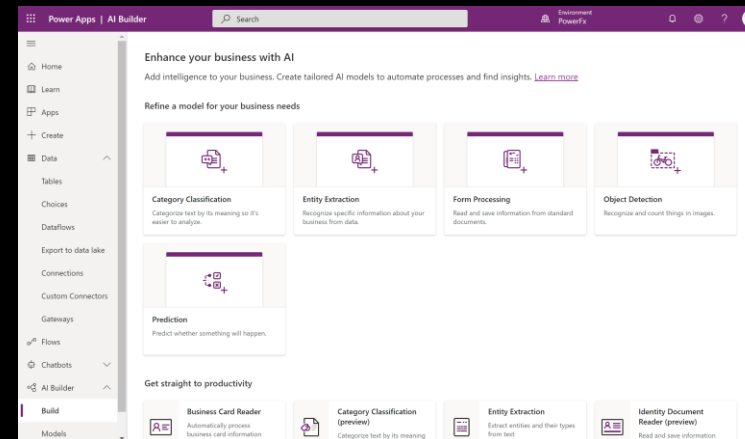 Power Apps | AI Builder
Search
Environment
PowerFx
?
Home
Learn
Apps
Create
Data
Tables
Choices
Dataflows
Export to data lake
Connections
Custom Connectors
Gateways
Flows
Chatbots
AI Builder
Build
Models
Enhance your business with AI
Add intelligence to your business. Create tailored AI models to automate processes and find insights. Learn more
Refine a model for your business needs
Category Classification
Categorize text by its meaning so it's
easier to analyze.
Entity Extraction
Recognize specific information about your
business from data.
Form Processing
Read and save information from standard
documents.
Object Detection
Recognize and count things in images.
Prediction
Predict whether something will happen.
Get straight to productivity
Business Card Reader
Automatically process
business card information
Category Classification
(preview)
Categorize text by its meaning
Entity Extraction
Extract entities and their types
from text
Identity Document
Reader (preview)
Read and save information